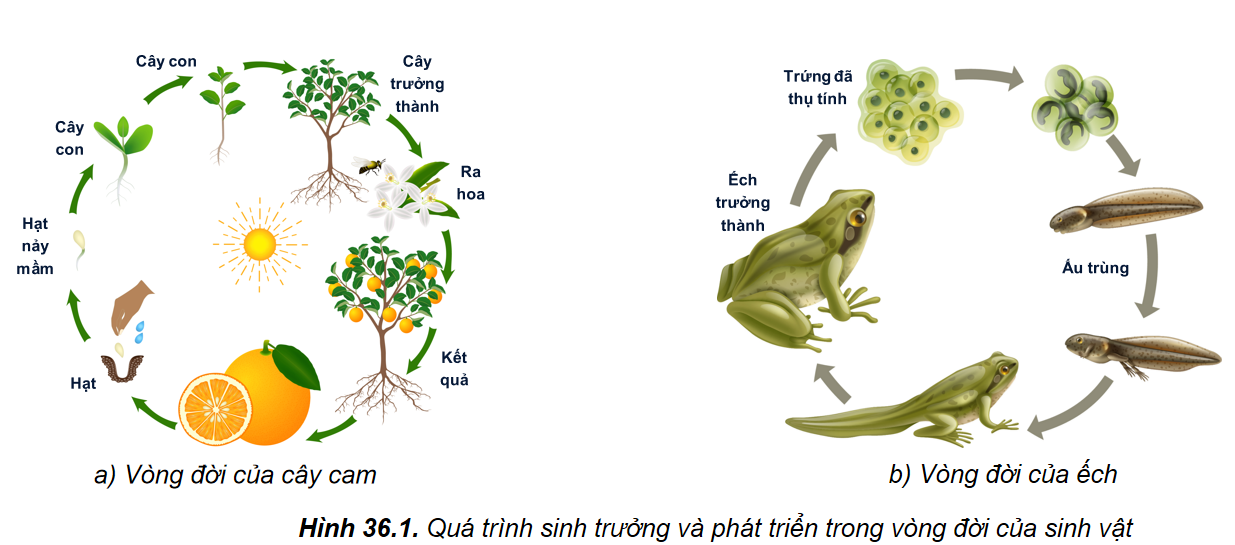 Cây con
Cây
trưởng
thành
Cây
con
Ra
hoa
Hạt
nảy
mầm
Kết
quả
Hạt
a) Vòng đời của cây cam
Trứng đã
thụ tính
Ếch
trưởng
thành
Ấu trùng
b) Vòng đời của ếch
Hình 36.1. Quá trình sinh trưởng và phát triển trong vòng đời của sinh vật